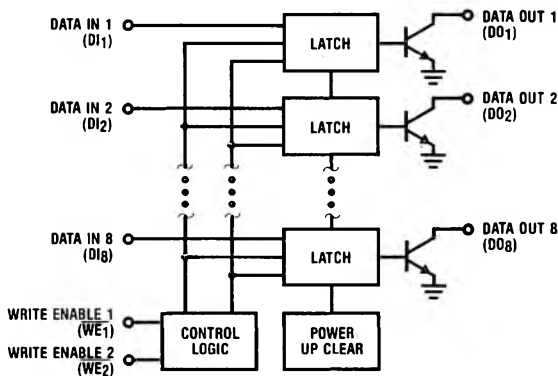 DATA IN 1
(DI1)
LATCH
DATA OUT 1
(DO1)
DATA IN 2
(DI2)
LATCH
DATA OUT 2
(DO2)
DATA IN 8
(DI8)
LATCH
DATA OUT 8
(DO8)
WRITE ENABLE 1
(W̅E̅1)
WRITE ENABLE 2
(W̅E̅2)
CONTROL
LOGIC
POWER
UP CLEAR